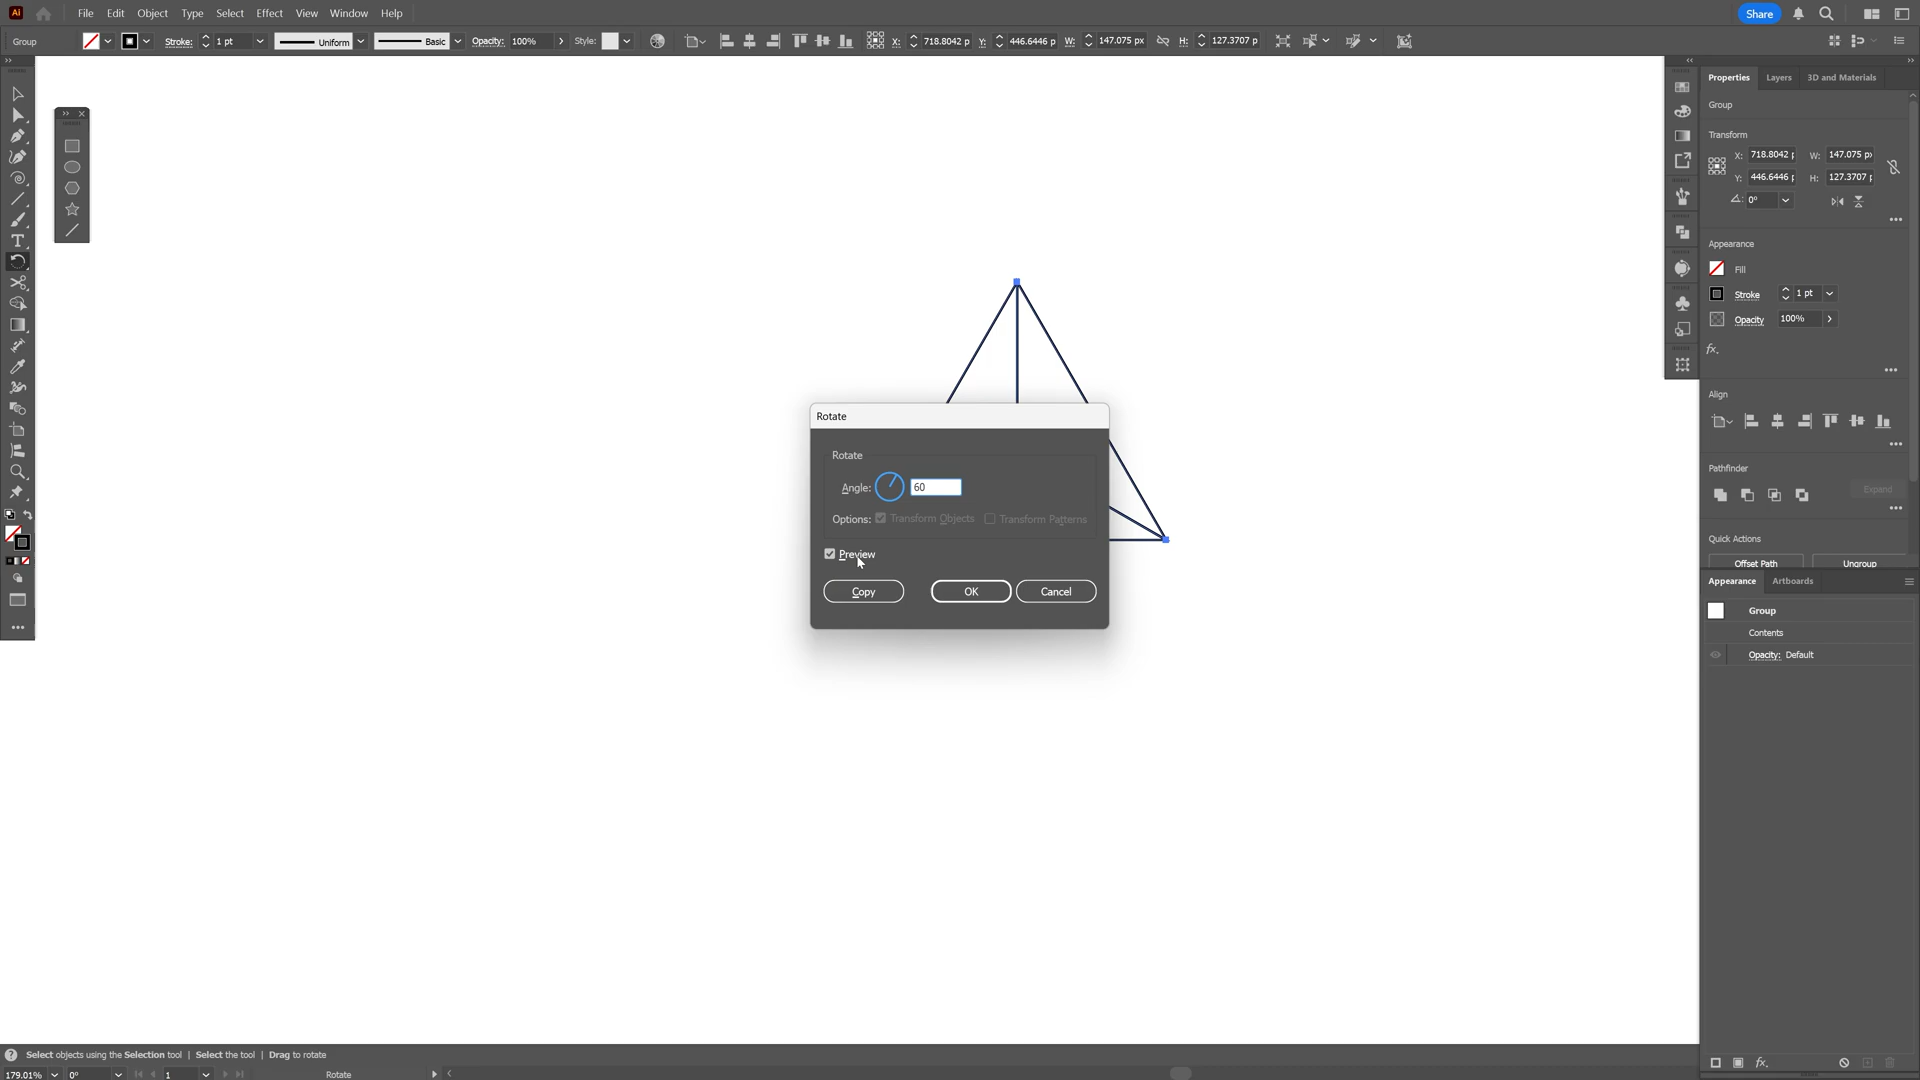 Ai File Edit Object Type Select Effect View Window Help Share
Group Stroke: 1 pt Uniform Basic Opacity: 100% Style: X: 718.8042 p Y: 446.6446 p W: 147.075 px H: 127.3707 p
Properties Layers 3D and Materials
Group
Transform
X: 718.8042 p W: 147.075 px
Y: 446.6446 p H: 127.3707 p
0°
Appearance
Fill
Stroke 1 pt
Opacity 100%
fx.
Align
Pathfinder
Expand
Quick Actions
Offset Path Ungroup
Appearance Artboards
Group
Contents
Opacity: Default
fx.
Rotate
Rotate
Angle: 60
Options: Transform Objects Transform Patterns
Preview
Copy OK Cancel
Select objects using the Selection tool | Select the tool | Drag to rotate
179.01% 0° 1 Rotate